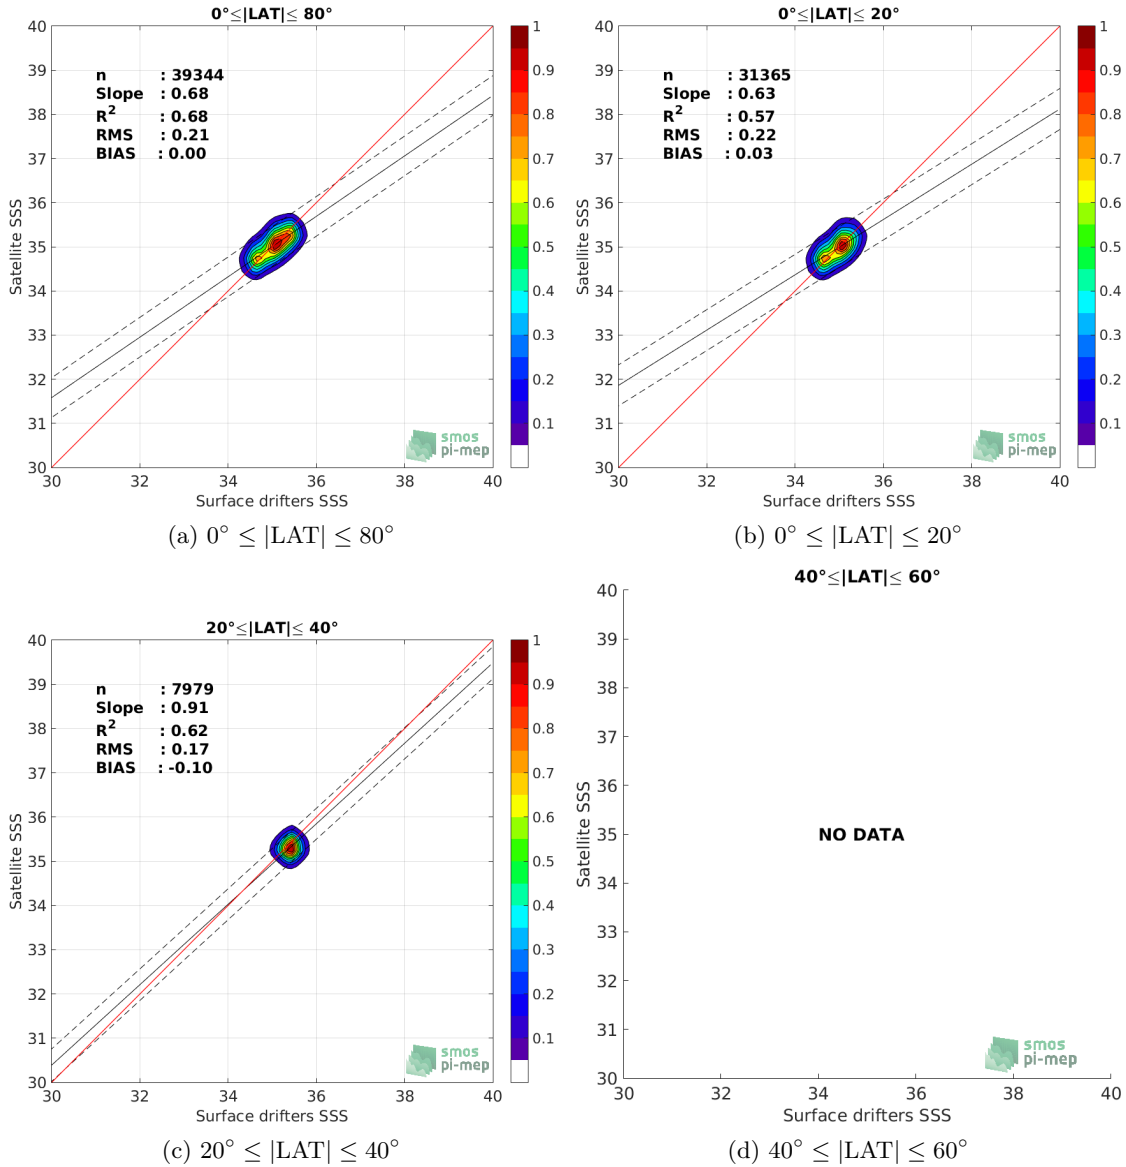 0°≤|LAT|≤ 80°
40
39
38
37
36
35
34
33
32
31
30
Satellite SSS
n : 39344
Slope : 0.68
R² : 0.68
RMS : 0.21
BIAS : 0.00
smos
pi-mep
30 32 34 36 38 40
Surface drifters SSS
1
0.9
0.8
0.7
0.6
0.5
0.4
0.3
0.2
0.1
(a) 0° ≤ |LAT| ≤ 80°
0°≤|LAT|≤ 20°
40
39
38
37
36
35
34
33
32
31
30
Satellite SSS
n : 31365
Slope : 0.63
R² : 0.57
RMS : 0.22
BIAS : 0.03
smos
pi-mep
30 32 34 36 38 40
Surface drifters SSS
1
0.9
0.8
0.7
0.6
0.5
0.4
0.3
0.2
0.1
(b) 0° ≤ |LAT| ≤ 20°
20°≤|LAT|≤ 40°
40
39
38
37
36
35
34
33
32
31
30
Satellite SSS
n : 7979
Slope : 0.91
R² : 0.62
RMS : 0.17
BIAS : -0.10
smos
pi-mep
30 32 34 36 38 40
Surface drifters SSS
1
0.9
0.8
0.7
0.6
0.5
0.4
0.3
0.2
0.1
(c) 20° ≤ |LAT| ≤ 40°
40°≤|LAT|≤ 60°
40
39
38
37
36
35
34
33
32
31
30
Satellite SSS
NO DATA
smos
pi-mep
30 32 34 36 38 40
Surface drifters SSS
(d) 40° ≤ |LAT| ≤ 60°